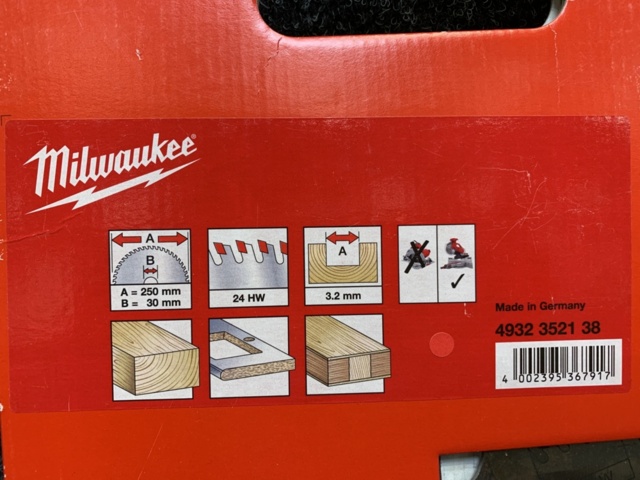 Milwaukee®
A
B
A = 250 mm
B = 30 mm
24 HW
A
3.2 mm
Made in Germany
4932 3521 38
4 002395 367917